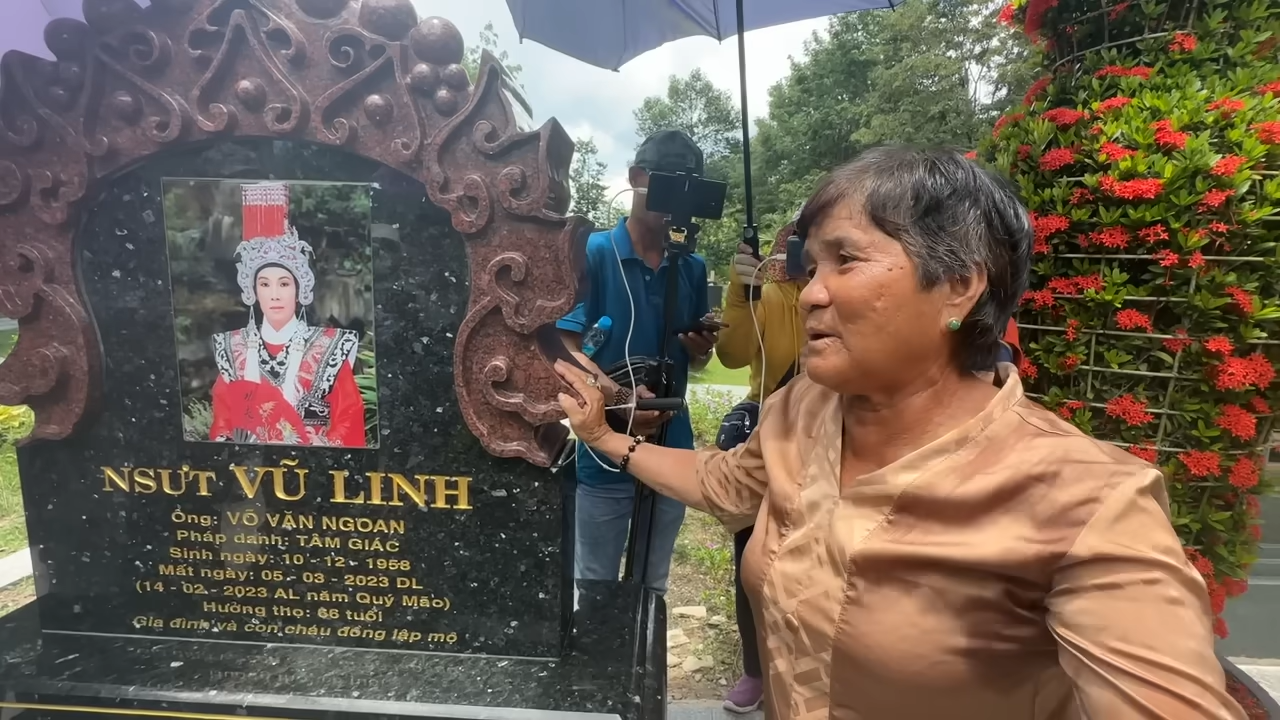 NSƯT VŨ LINH
Ông: VÕ VĂN NGOAN
Pháp danh: TÂM GIÁC
Sinh ngày: 10 - 12 - 1958
Mất ngày: 05 - 03 - 2023 DL
(14 - 02 - 2023 AL năm Quý Mão)
Hưởng thọ: 66 tuổi
Gia đình và con cháu đồng lập mộ